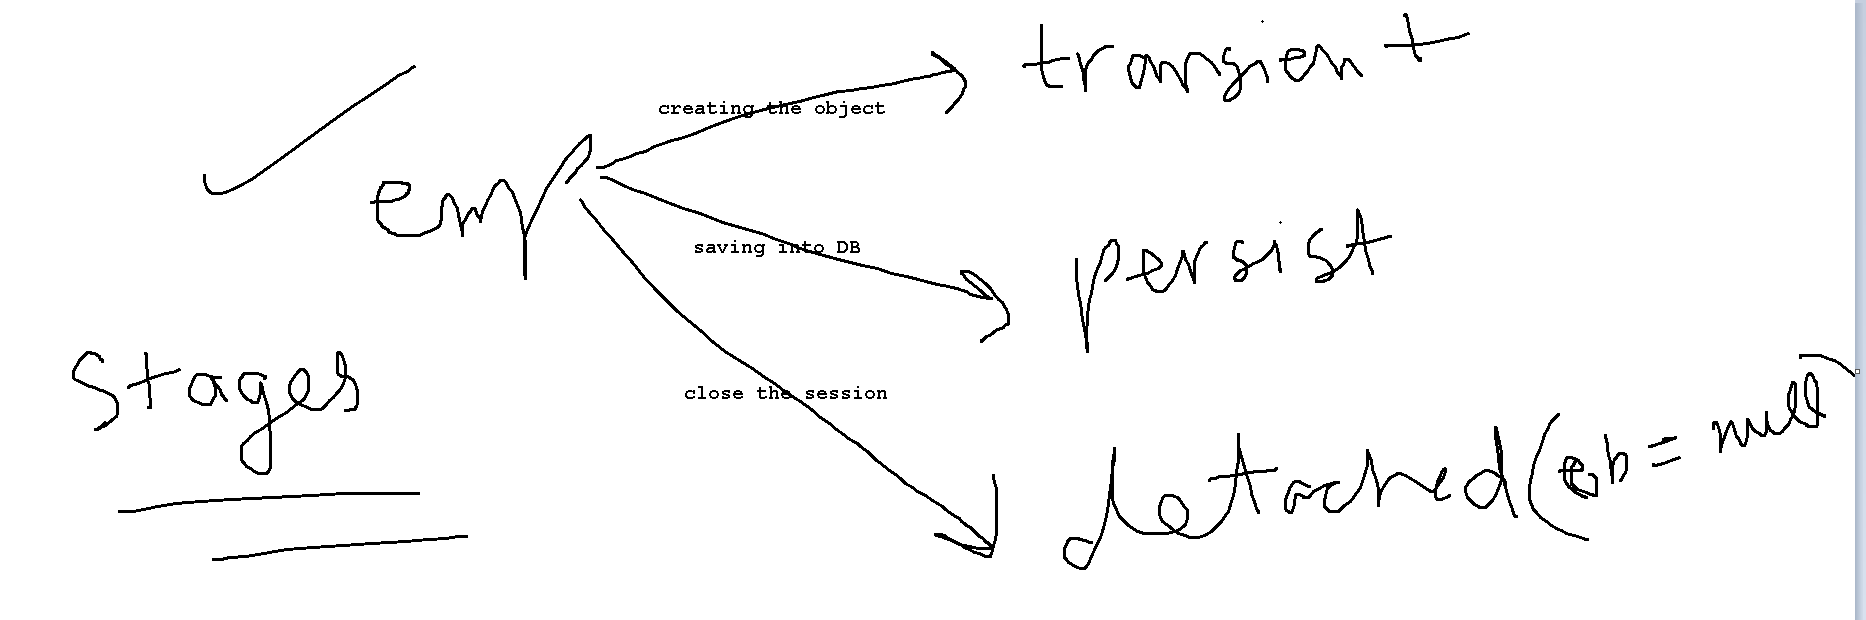 transient
creating the object
emp
saving into DB
persist
Stages
close the session
detached(ob = null)